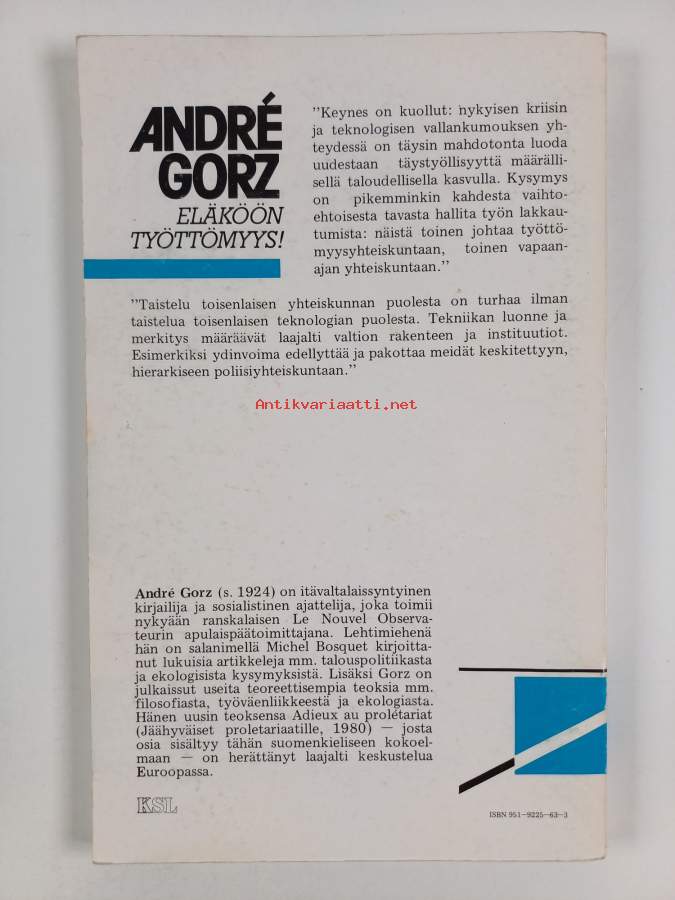 ANDRÉ
GORZ
ELÄKÖÖN
TYÖTTÖMYYS!
"Keynes on kuollut: nykyisen kriisin
ja teknologisen vallankumouksen yh-
teydessä on täysin mahdotonta luoda
uudestaan täystyöllisyyttä määrälli-
sellä taloudellisella kasvulla. Kysymys
on pikemminkin kahdesta vaihto-
ehtoisesta tavasta hallita työn lakkau-
tumista: näistä toinen johtaa työttö-
myysyhteiskuntaan, toinen vapaan-
ajan yhteiskuntaan."
"Taistelu toisenlaisen yhteiskunnan puolesta on turhaa ilman
taistelua toisenlaisen teknologian puolesta. Tekniikan luonne ja
merkitys määräävät laajalti valtion rakenteen ja instituutiot.
Esimerkiksi ydinvoima edellyttää ja pakottaa meidät keskitettyyn,
hierarkiseen poliisiyhteiskuntaan."
Antikvariaatti.net
André Gorz (s. 1924) on itävaltalaissyntyinen
kirjailija ja sosialistinen ajattelija, joka toimii
nykyään ranskalaisen Le Nouvel Observa-
teurin apulaispäätoimittajana. Lehtimiehenä
hän on salanimellä Michel Bosquet kirjoitta-
nut lukuisia artikkeleja mm. talouspolitiikasta
ja ekologisista kysymyksistä. Lisäksi Gorz on
julkaissut useita teoreettisempia teoksia mm.
filosofiasta, työväenliikkeestä ja ekologiasta.
Hänen uusin teoksensa Adieux au prolétariat
(Jäähyväiset proletariaatille, 1980) — josta
osia sisältyy tähän suomenkieliseen kokoel-
maan — on herättänyt laajalti keskustelua
Euroopassa.
KSL
ISBN 951-9225-63-3